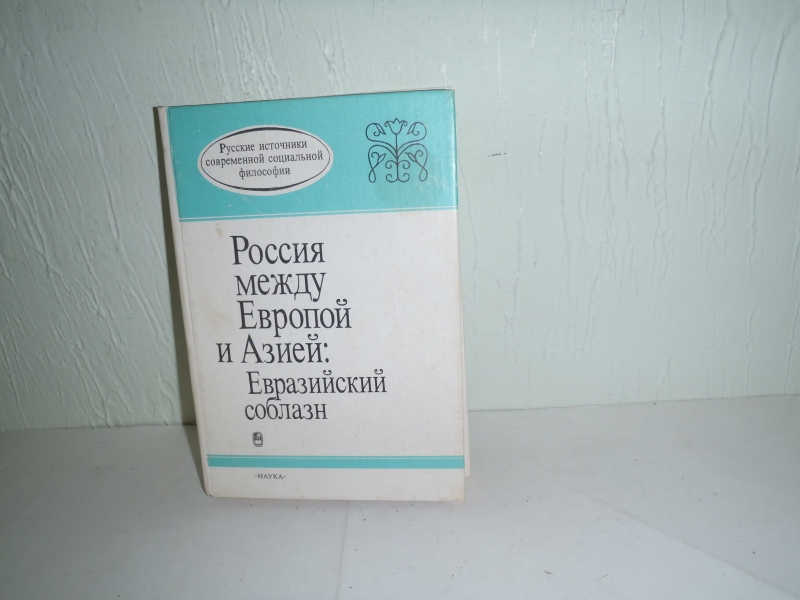 Русские источники
современной социальной
философии
Россия
между
Европой
и Азией:
Евразийский
соблазн
«НАУКА»